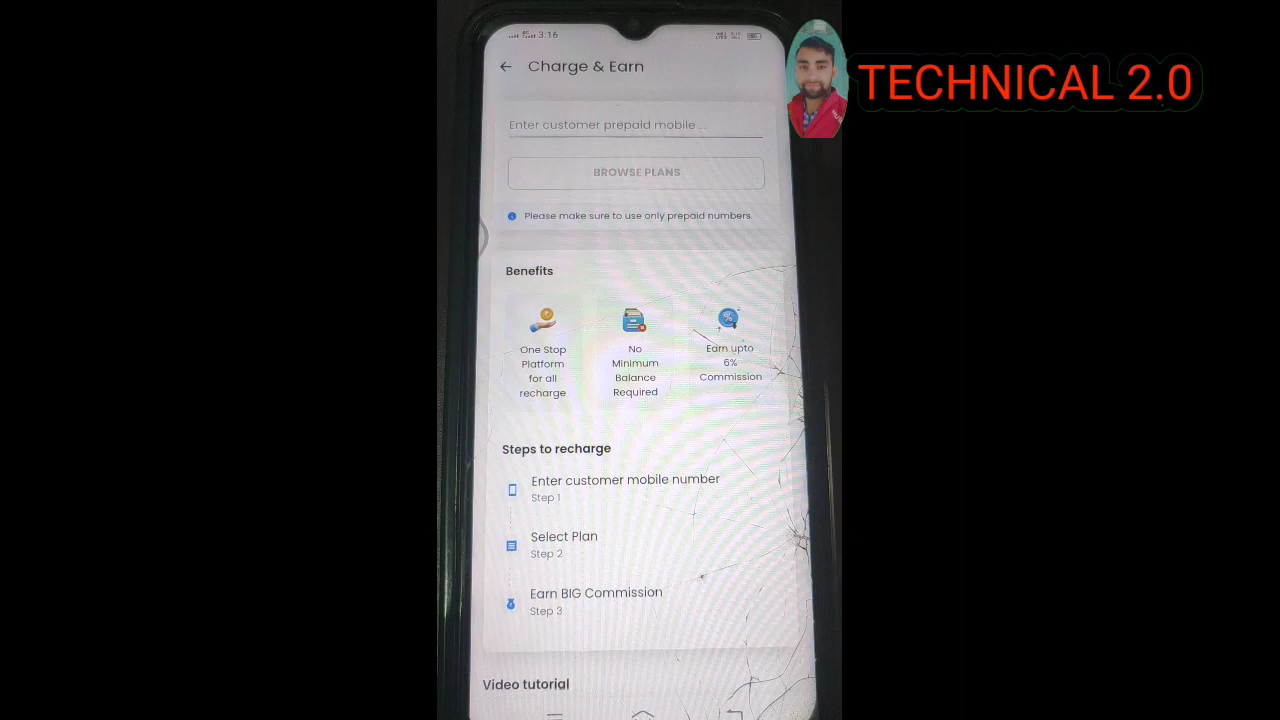 3:16
Charge & Earn
TECHNICAL 2.0
Enter customer prepaid mobile....
BROWSE PLANS
Please make sure to use only prepaid numbers.
Benefits
One Stop
Platform
for all
recharge
No
Minimum
Balance
Required
Earn upto
6%
Commission
Steps to recharge
Enter customer mobile number
Step 1
Select Plan
Step 2
Earn BIG Commission
Step 3
Video tutorial